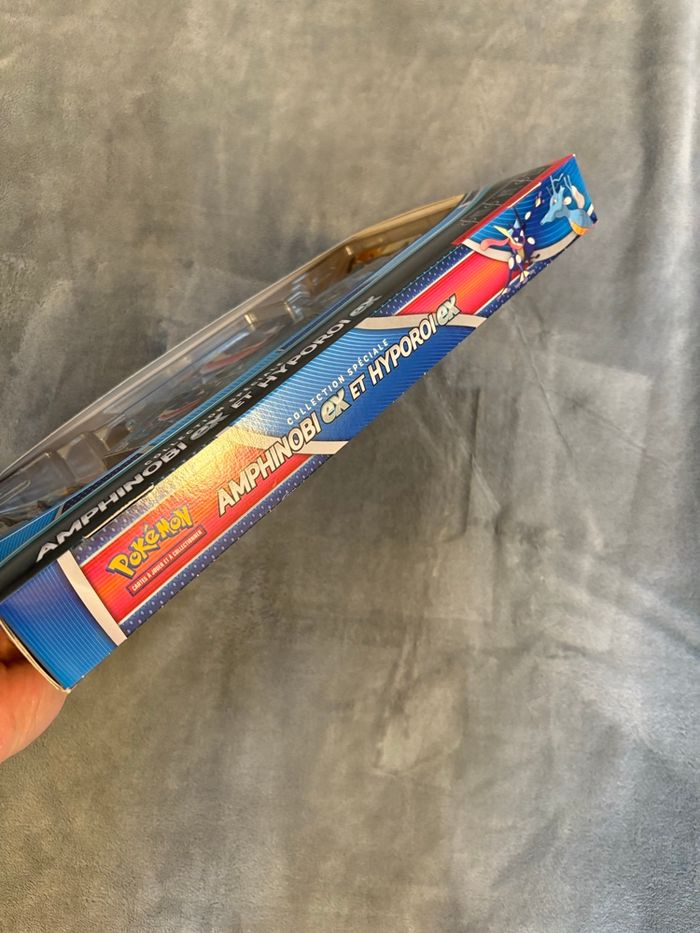 COLLECTION SPÉCIALE
AMPHINOBI ex ET HYPOROI ex
POKÉMON
CARTES À JOUER ET À COLLECTIONNER
AMPHINOBI ex ET HYPOROI ex